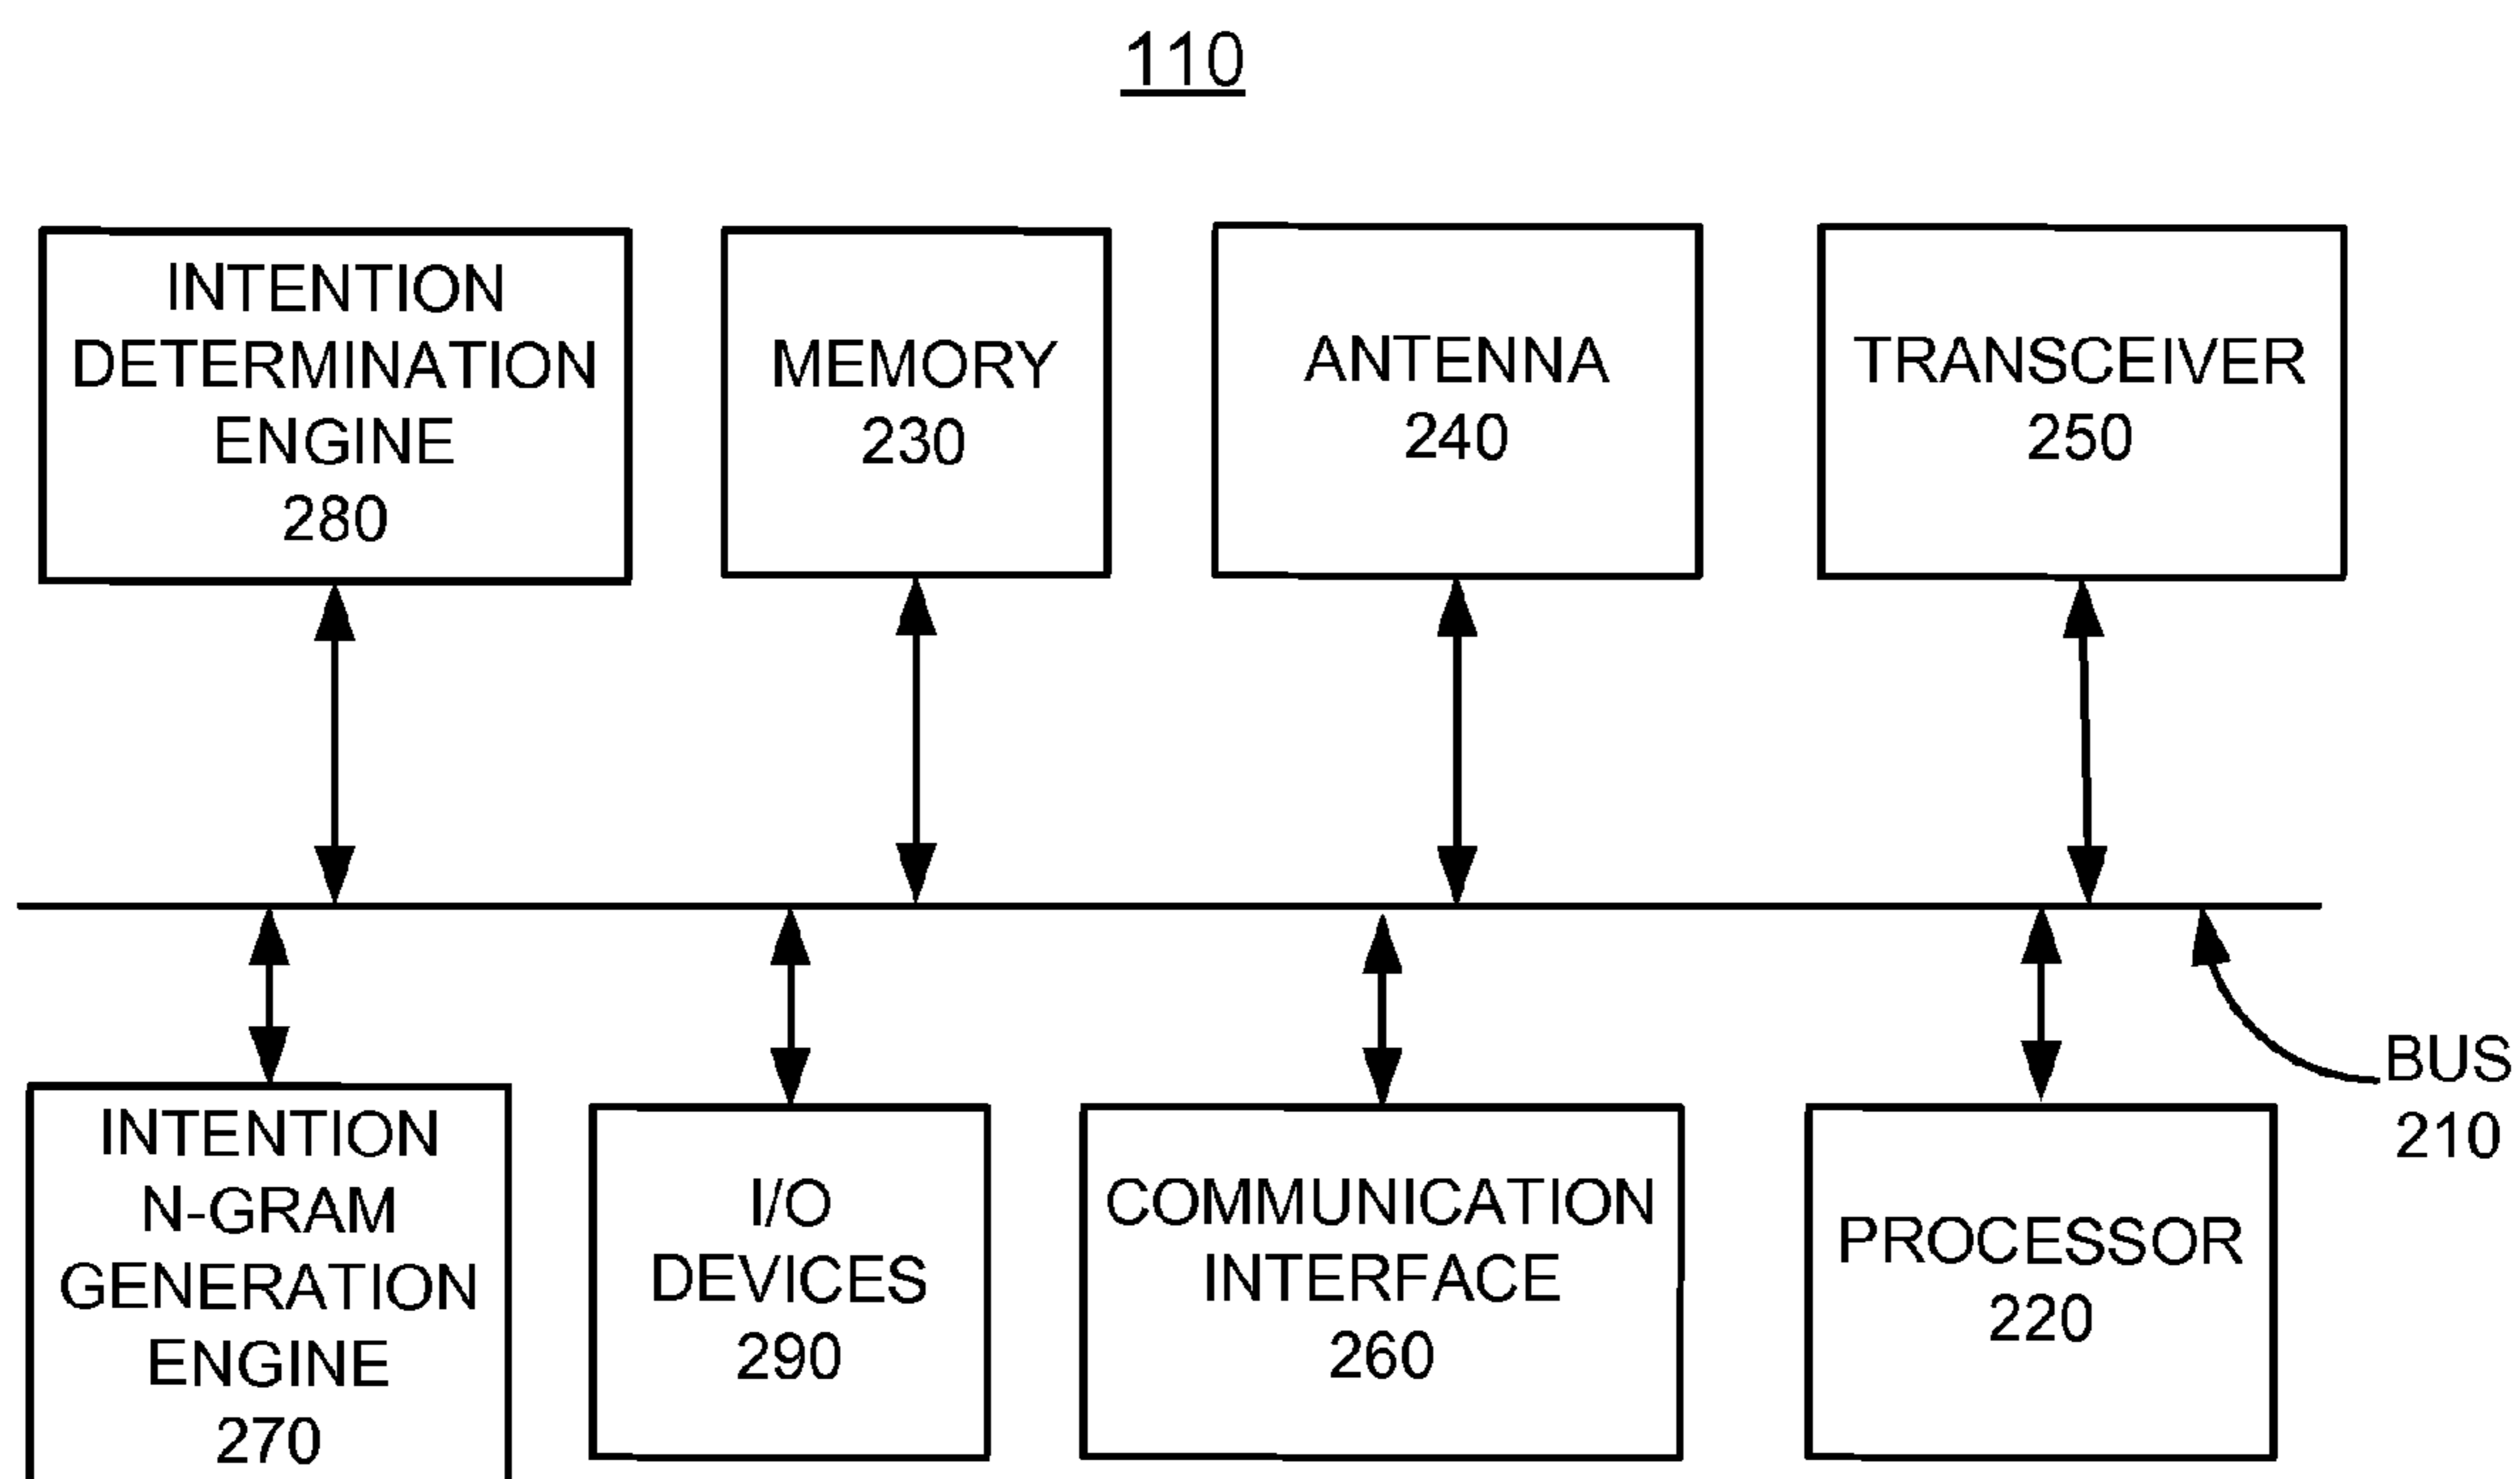 110
INTENTION
DETERMINATION
ENGINE
280
MEMORY
230
ANTENNA
240
TRANSCEIVER
250
BUS
210
INTENTION
N-GRAM
GENERATION
ENGINE
270
I/O
DEVICES
290
COMMUNICATION
INTERFACE
260
PROCESSOR
220